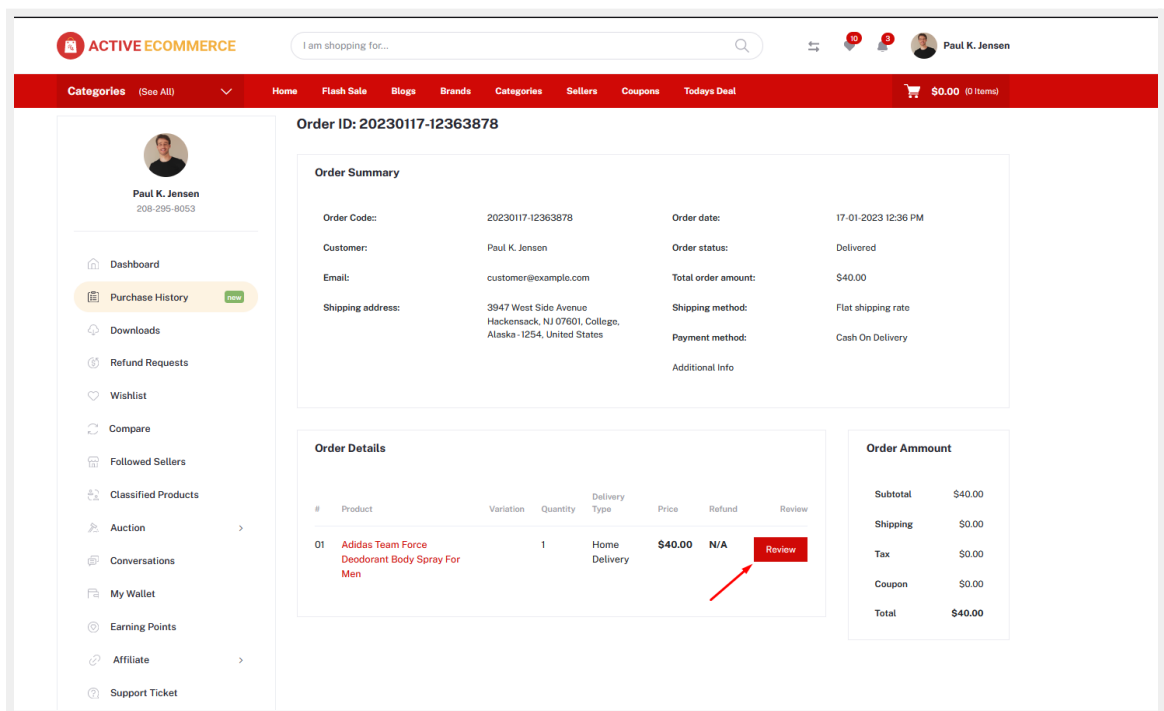 ACTIVE ECOMMERCE
I am shopping for...
10
3
Paul K. Jensen
Categories (See All)
Home Flash Sale Blogs Brands Categories Sellers Coupons Todays Deal
$0.00 (0 Items)
Paul K. Jensen
208-295-8053
Dashboard
Purchase History new
Downloads
Refund Requests
Wishlist
Compare
Followed Sellers
Classified Products
Auction
Conversations
My Wallet
Earning Points
Affiliate
Support Ticket
Order ID: 20230117-12363878
Order Summary
Order Code:: 20230117-12363878
Customer: Paul K. Jensen
Email: customer@example.com
Shipping address: 3947 West Side Avenue
Hackensack, NJ 07601, College,
Alaska - 1254, United States
Order date: 17-01-2023 12:36 PM
Order status: Delivered
Total order amount: $40.00
Shipping method: Flat shipping rate
Payment method: Cash On Delivery
Additional Info
Order Details
# Product Variation Quantity Delivery Type Price Refund Review
01 Adidas Team Force 1 Home $40.00 N/A Review
Deodorant Body Spray For Delivery
Men
Order Ammount
Subtotal $40.00
Shipping $0.00
Tax $0.00
Coupon $0.00
Total $40.00